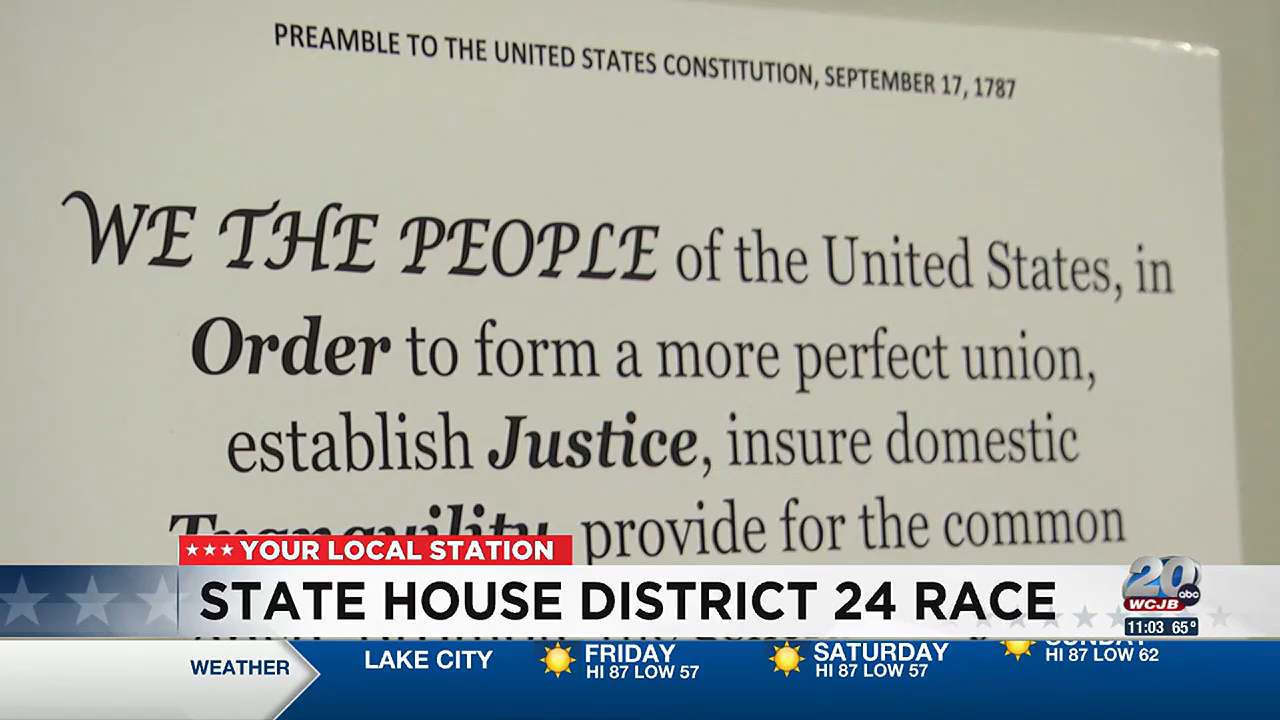 PREAMBLE TO THE UNITED STATES CONSTITUTION, SEPTEMBER 17, 1787
WE THE PEOPLE of the United States, in
Order to form a more perfect union,
establish Justice, insure domestic
Tranquility, provide for the common
★★★ YOUR LOCAL STATION
STATE HOUSE DISTRICT 24 RACE
20
abc
WCJB
11:03 65°
WEATHER
LAKE CITY
FRIDAY
HI 87 LOW 57
SATURDAY
HI 87 LOW 57
SUNDAY
HI 87 LOW 62